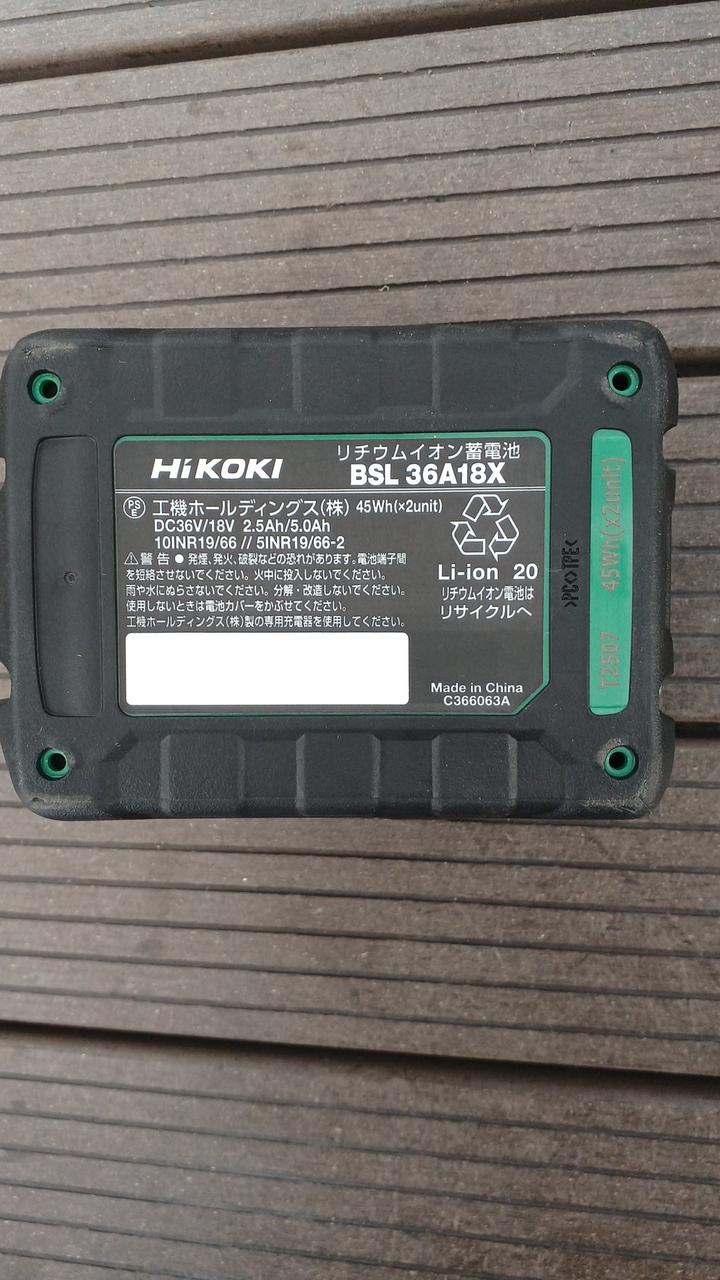 HiKOKI
リチウムイオン蓄電池
BSL 36A18X
PS
E
工機ホールディングス(株) 45Wh(×2unit)
DC36V/18V 2.5Ah/5.0Ah
10INR19/66 // 5INR19/66-2
⚠警告 ● 発煙、発火、破裂などの恐れがあります。電池端子間
を短絡させないでください。火中に投入しないでください。
雨や水にぬらさないでください。分解・改造しないでください。
使用しないときは電池カバーをかぶせてください。
工機ホールディングス(株)製の専用充電器を使用してください。
Li-ion 20
リチウムイオン電池は
リサイクルへ
Made in China
C366063A
>PC<>TPE<
T2507 45Wh(x2unit)